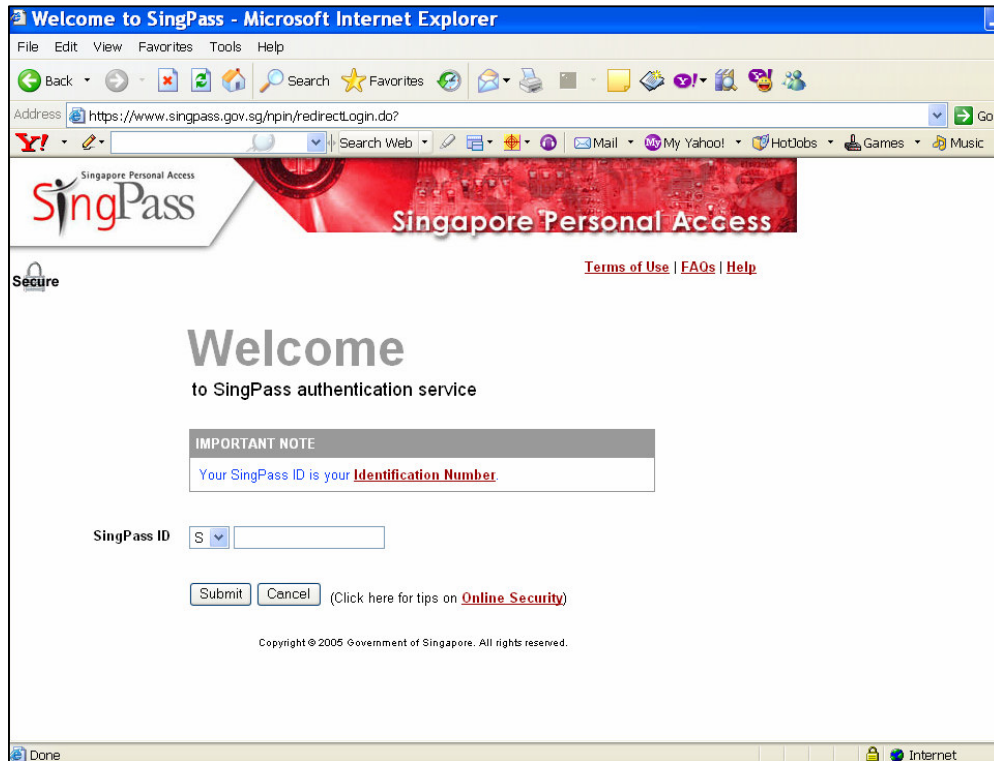 Welcome to SingPass - Microsoft Internet Explorer
File Edit View Favorites Tools Help
Back Search Favorites
Address https://www.singpass.gov.sg/npin/redirectLogin.do? Go
Y! Search Web Mail My Yahoo! HotJobs Games Music
Singapore Personal Access
SingPass
Singapore Personal Access
Terms of Use | FAQs | Help
Secure
Welcome
to SingPass authentication service
IMPORTANT NOTE
Your SingPass ID is your Identification Number.
SingPass ID S
Submit Cancel (Click here for tips on Online Security)
Copyright © 2005 Government of Singapore. All rights reserved.
Done Internet